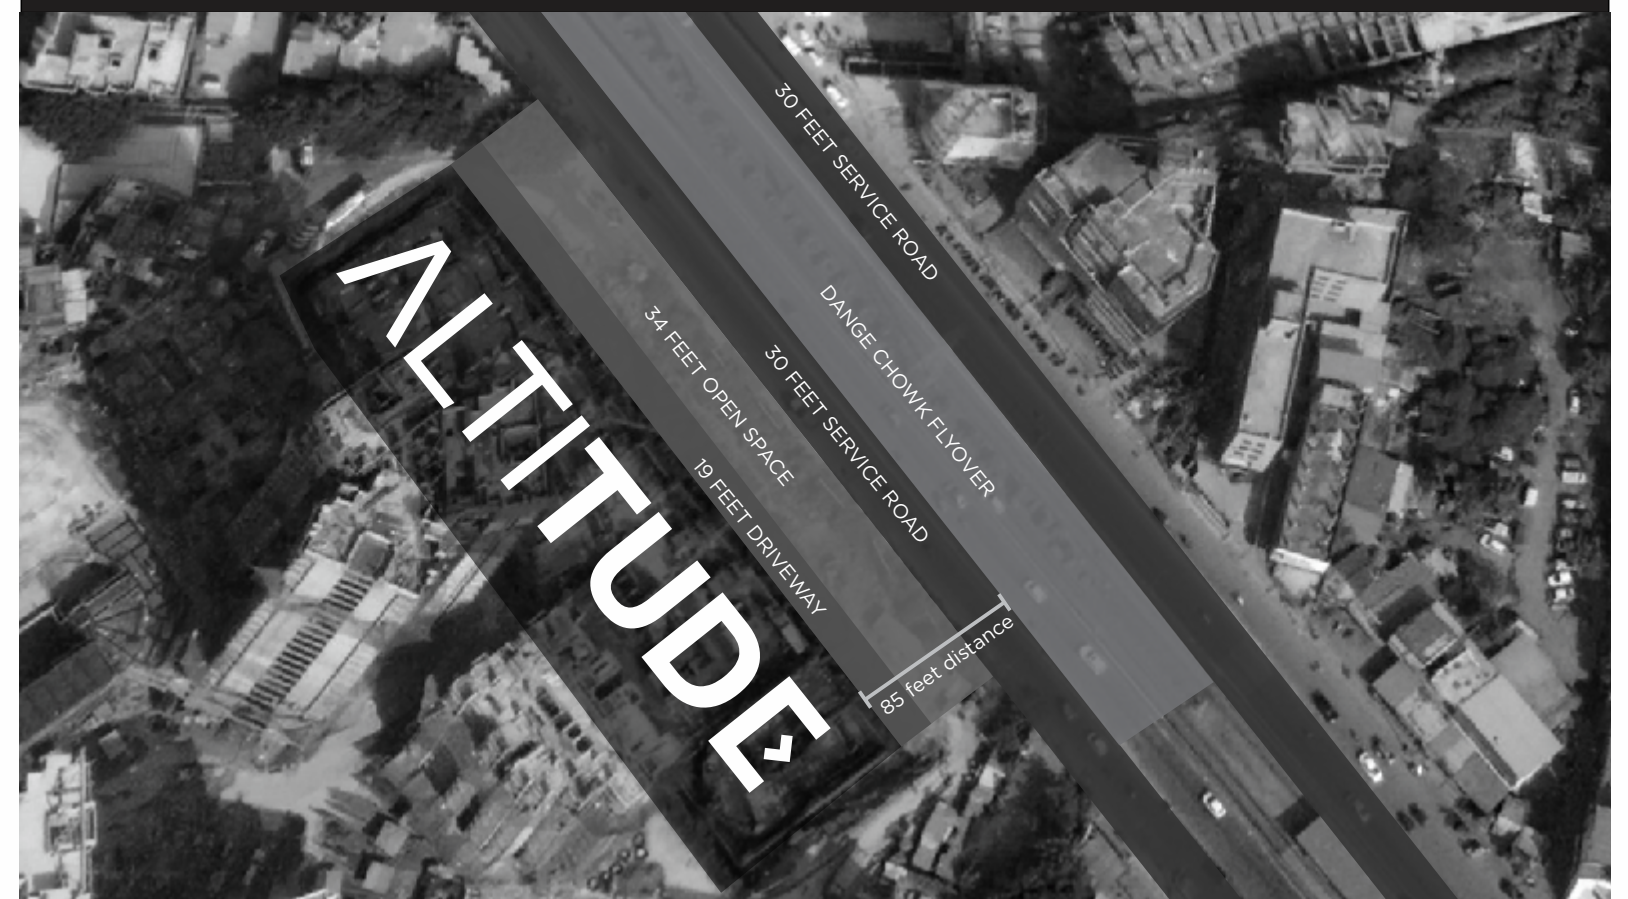 30 FEET SERVICE ROAD
DANGE CHOWK FLYOVER
30 FEET SERVICE ROAD
34 FEET OPEN SPACE
19 FEET DRIVEWAY
ALTITUDE
85 feet distance